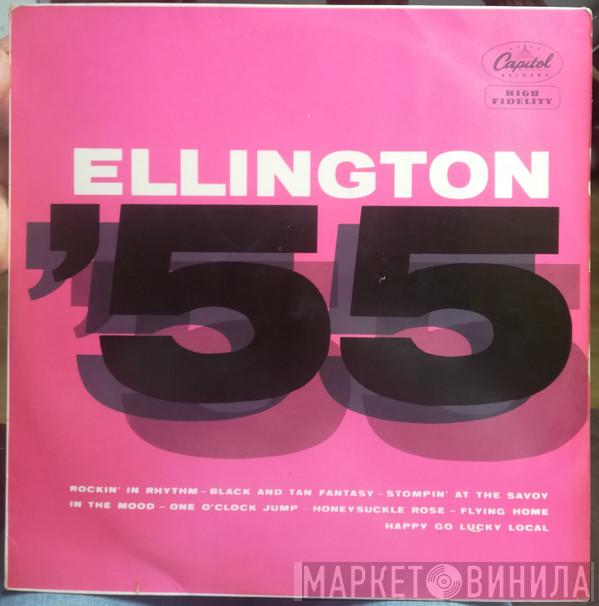 Capitol
RECORDS
HIGH
FIDELITY
ELLINGTON
'55
ROCKIN' IN RHYTHM – BLACK AND TAN FANTASY – STOMPIN' AT THE SAVOY
IN THE MOOD – ONE O'CLOCK JUMP – HONEYSUCKLE ROSE – FLYING HOME
HAPPY GO LUCKY LOCAL
МАРКЕТ ВИНИЛА